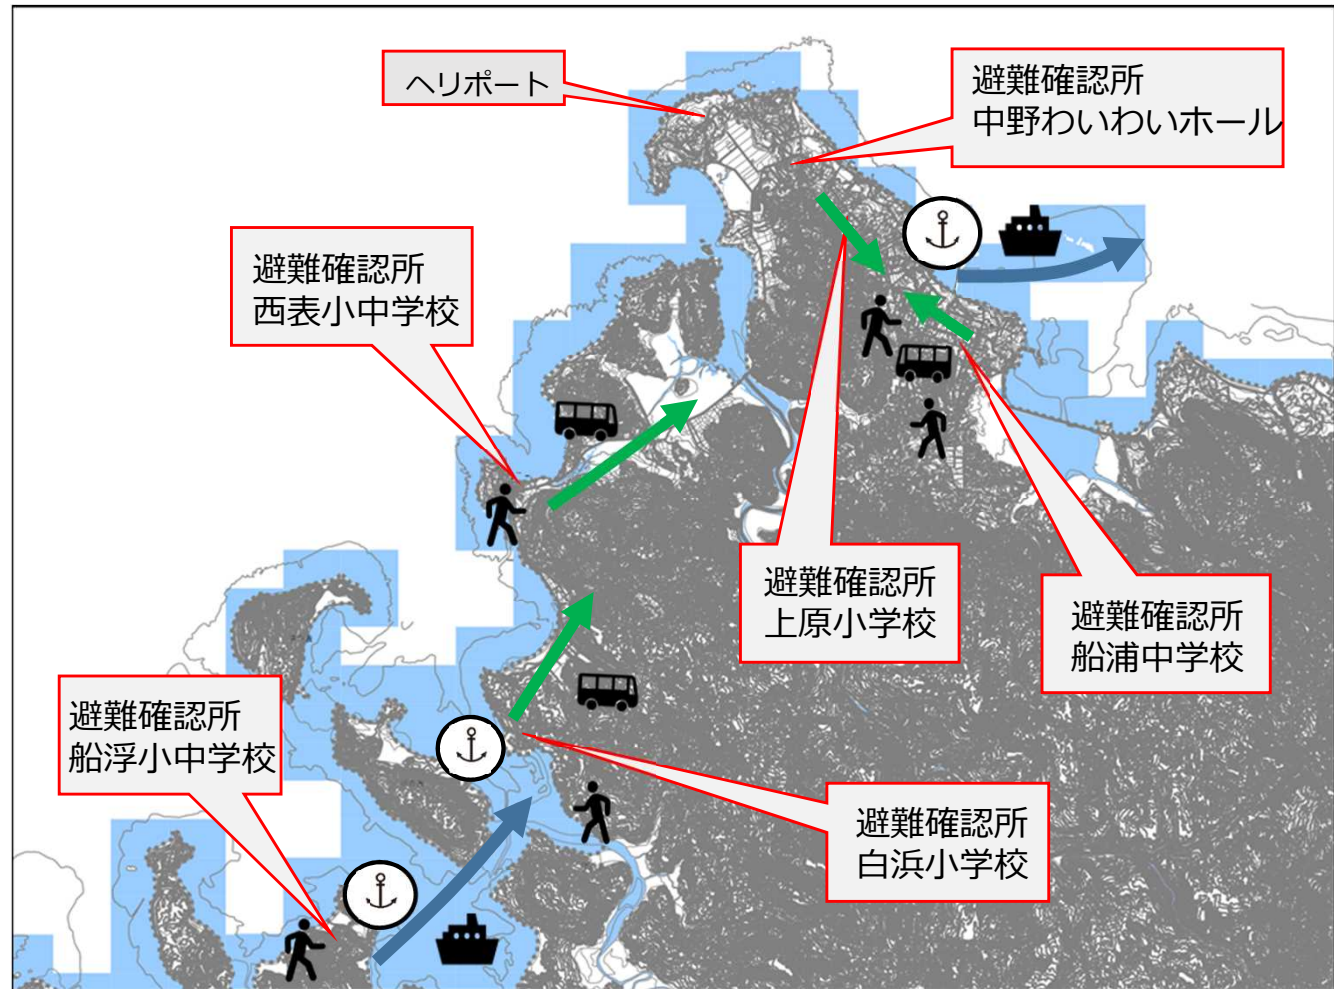 ヘリポート
避難確認所
中野わいわいホール
避難確認所
西表小中学校
避難確認所
上原小学校
避難確認所
船浦中学校
避難確認所
船浮小中学校
避難確認所
白浜小学校